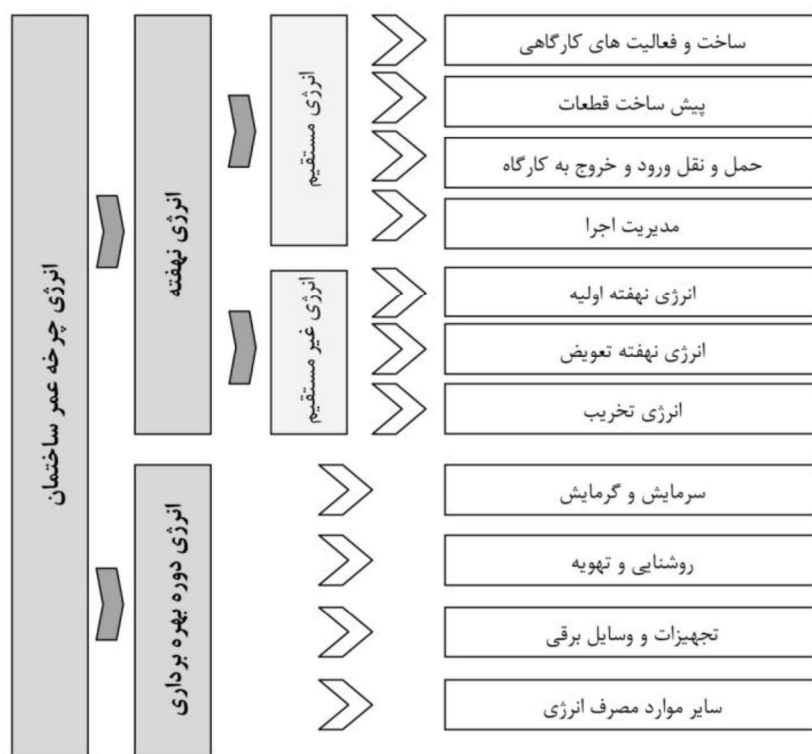 انرژی چرخه عمر ساختمان
انرژی نهفته
انرژی مستقیم
ساخت و فعالیت های کارگاهی
پیش ساخت قطعات
حمل و نقل ورود و خروج به کارگاه
مدیریت اجرا
انرژی غیر مستقیم
انرژی نهفته اولیه
انرژی نهفته تعویض
انرژی تخریب
انرژی دوره بهره برداری
سرمایش و گرمایش
روشنایی و تهویه
تجهیزات و وسایل برقی
سایر موارد مصرف انرژی